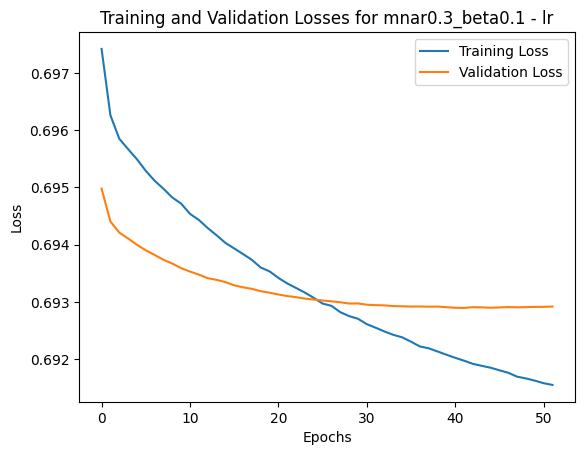 Training and Validation Losses for mnar0.3_beta0.1 - lr
Training Loss
Validation Loss
Loss
0.697
0.696
0.695
0.694
0.693
0.692
0
10
20
30
40
50
Epochs